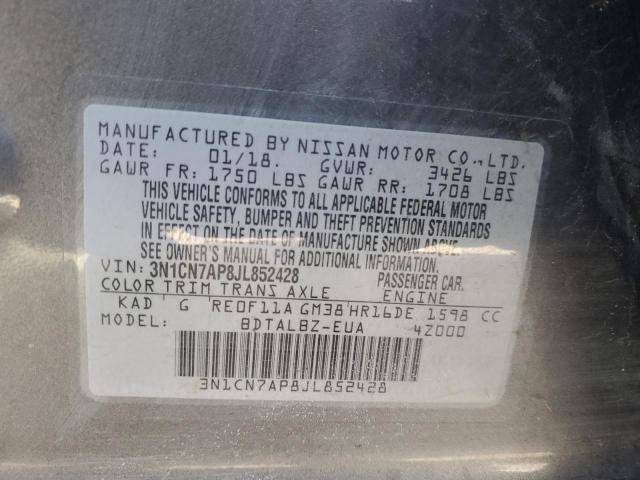 MANUFACTURED BY NISSAN MOTOR CO.,LTD.
DATE: 01/18. GVWR: 3426 LBS
GAWR FR: 1750 LBS GAWR RR: 1708 LBS
THIS VEHICLE CONFORMS TO ALL APPLICABLE FEDERAL MOTOR
VEHICLE SAFETY, BUMPER AND THEFT PREVENTION STANDARDS
IN EFFECT ON THE DATE OF MANUFACTURE SHOWN ABOVE.
SEE OWNER'S MANUAL FOR ADDITIONAL INFORMATION.
VIN: 3N1CN7AP8JL852428 PASSENGER CAR.
COLOR TRIM TRANS AXLE ENGINE
KAD ' G 'RE0F11A GM38'HR16DE 1598 CC
MODEL: BDTALBZ-EUA 4Z000
3N1CN7AP8JL852428